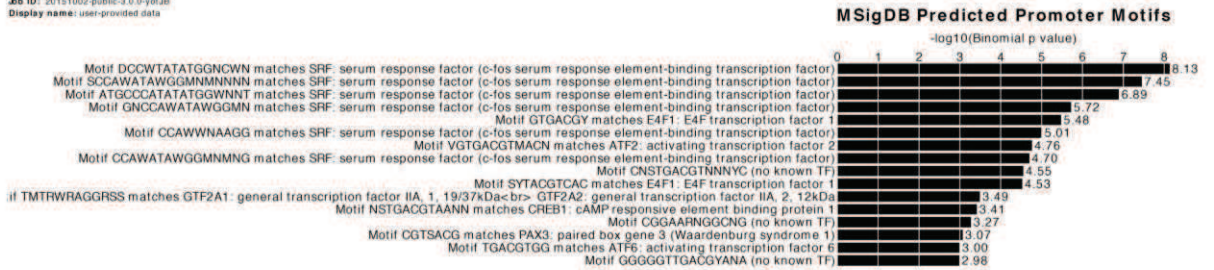 Display name: user-provided data
MSigDB Predicted Promoter Motifs
-log10(Binomial p value)
0 1 2 3 4 5 6 7 8
Motif DCCWTATATGGNCWN matches SRF: serum response factor (c-fos serum response element-binding transcription factor) 8.13
Motif SCCAWATAWGGMNMNNNN matches SRF: serum response factor (c-fos serum response element-binding transcription factor) 7.45
Motif ATGCCCATATATGGWNNT matches SRF: serum response factor (c-fos serum response element-binding transcription factor) 6.89
Motif GNCCAWATAWGGMN matches SRF: serum response factor (c-fos serum response element-binding transcription factor) 5.72
Motif GTGACGY matches E4F1: E4F transcription factor 1 5.48
Motif CCAWWNAAGG matches SRF: serum response factor (c-fos serum response element-binding transcription factor) 5.01
Motif VGTGACGTMACN matches ATF2: activating transcription factor 2 4.76
Motif CCAWATAWGGMNMNG matches SRF: serum response factor (c-fos serum response element-binding transcription factor) 4.70
Motif CNSTGACGTNNNYC (no known TF) 4.55
Motif SYTACGTCAC matches E4F1: E4F transcription factor 1 4.53
if TMTRWRAGGRSS matches GTF2A1: general transcription factor IIA, 1, 19/37kDa<br> GTF2A2: general transcription factor IIA, 2, 12kDa 3.49
Motif NSTGACGTAANN matches CREB1: cAMP responsive element binding protein 1 3.41
Motif CGGAARNGGCNG (no known TF) 3.27
Motif CGTSACG matches PAX3: paired box gene 3 (Waardenburg syndrome 1) 3.07
Motif TGACGTGG matches ATF6: activating transcription factor 6 3.00
Motif GGGGGTTGACGYANA (no known TF) 2.98